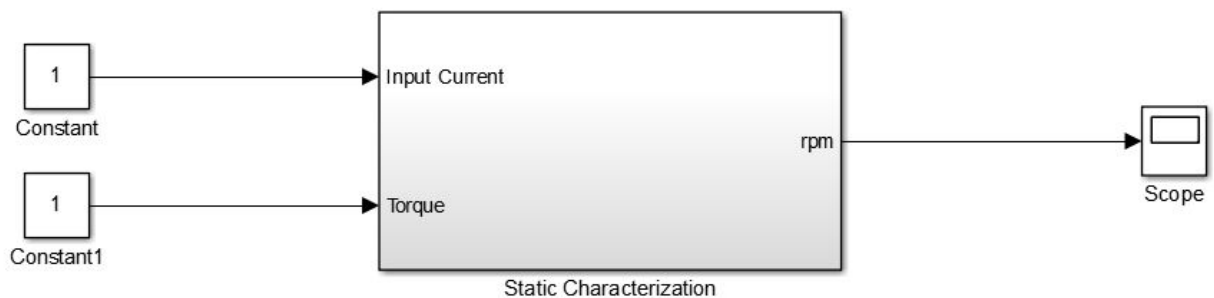 1
Constant
1
Constant1
Input Current
Torque
rpm
Static Characterization
Scope